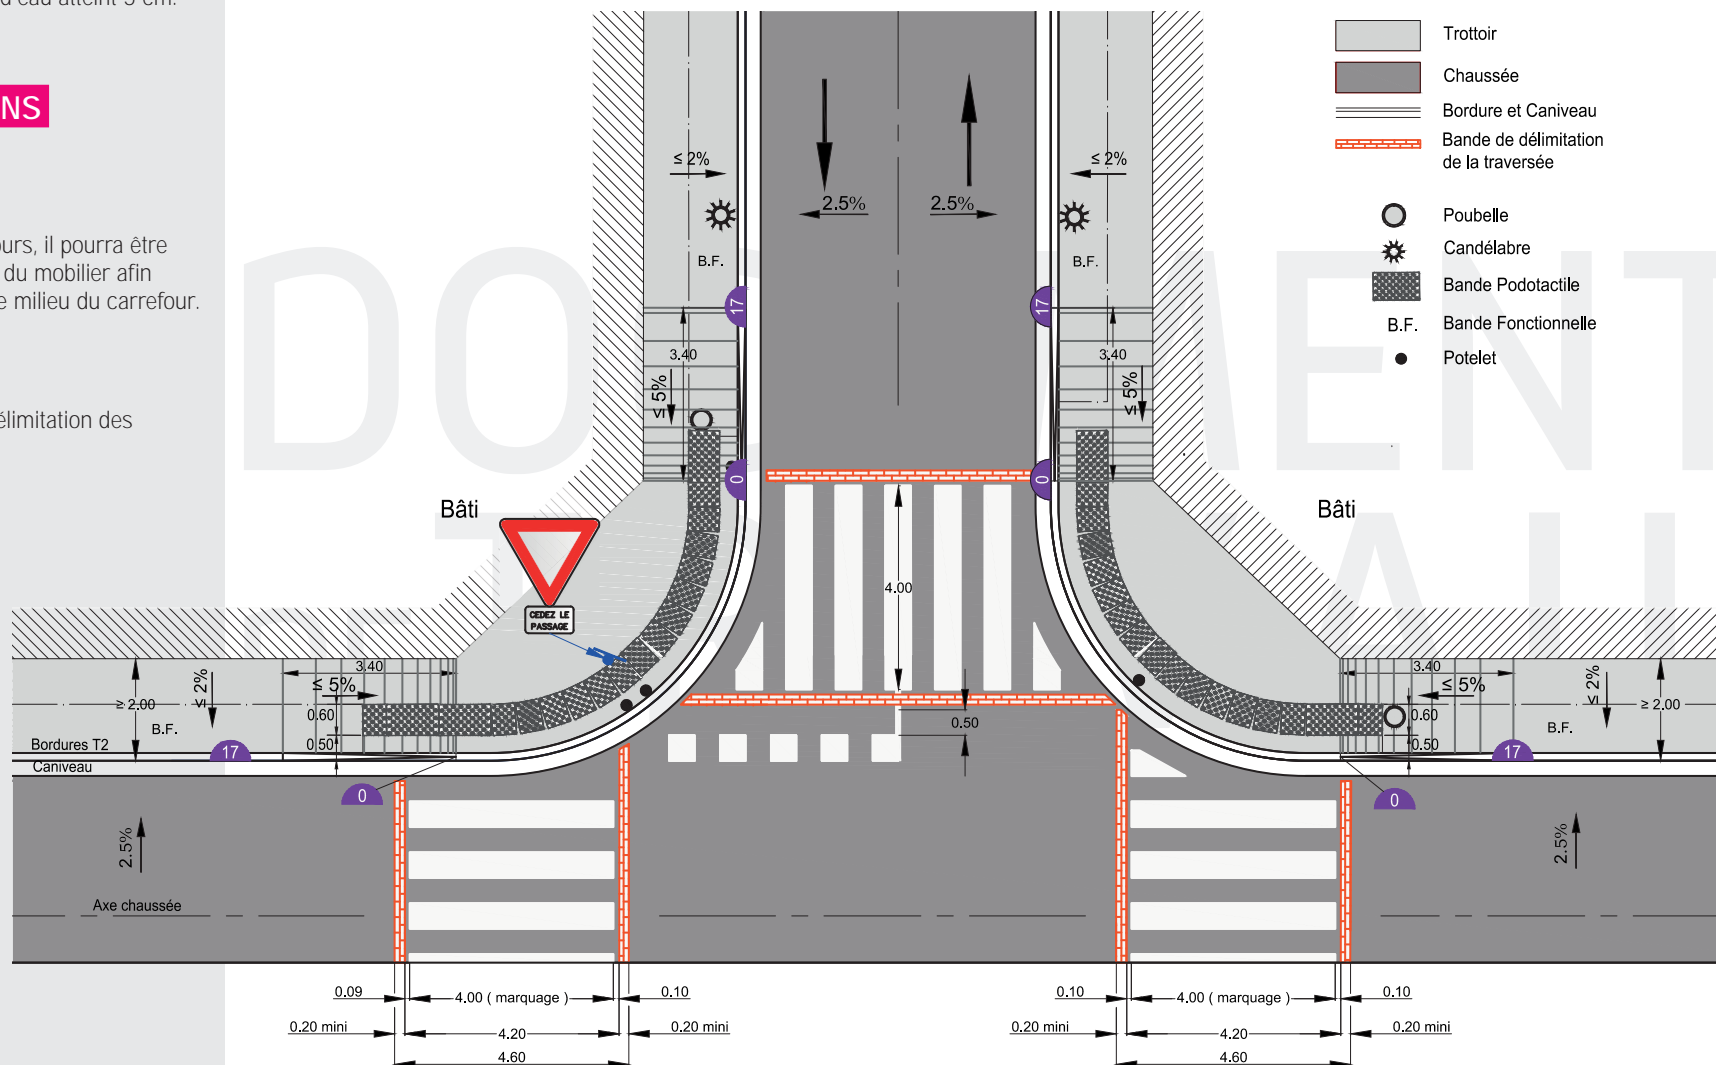 d'eau atteint 5 cm.
NS
ours, il pourra être
du mobilier afin
e milieu du carrefour.
élimitation des
Trottoir
Chaussée
Bordure et Caniveau
Bande de délimitation
de la traversée
Poubelle
Candélabre
Bande Podotactile
B.F. Bande Fonctionnelle
Potelet
≤ 2%
≤ 2%
2.5%
2.5%
B.F.
B.F.
17
17
3.40
3.40
≤ 5%
≤ 5%
0
0
Bâti
Bâti
CEDEZ LE
PASSAGE
4.00
3.40
≤ 5%
≤ 2%
≥ 2.00
0.60
0.50
B.F.
Bordures T2
17
Caniveau
0
0.50
3.40
≤ 5%
≤ 2%
≥ 2.00
0.60
0.50
B.F.
17
0
2.5%
2.5%
Axe chaussée
0.09 4.00 ( marquage ) 0.10
0.20 mini 4.20 0.20 mini
4.60
0.10 4.00 ( marquage ) 0.10
0.20 mini 4.20 0.20 mini
4.60